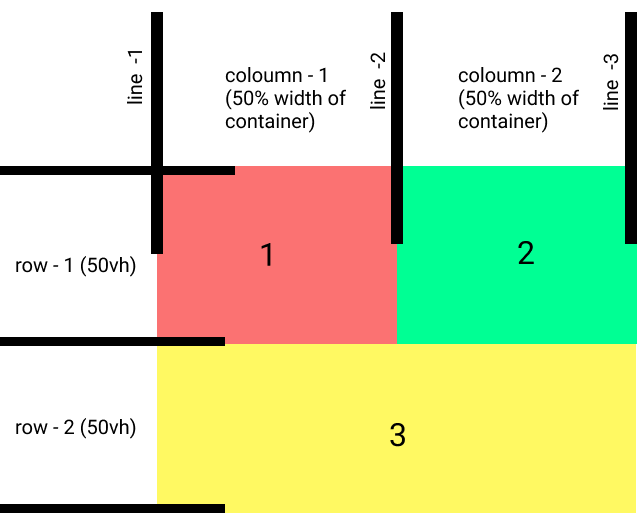 line -1
coloumn - 1
(50% width of
container)
line -2
coloumn - 2
(50% width of
container)
line -3
row - 1 (50vh)
1
2
row - 2 (50vh)
3